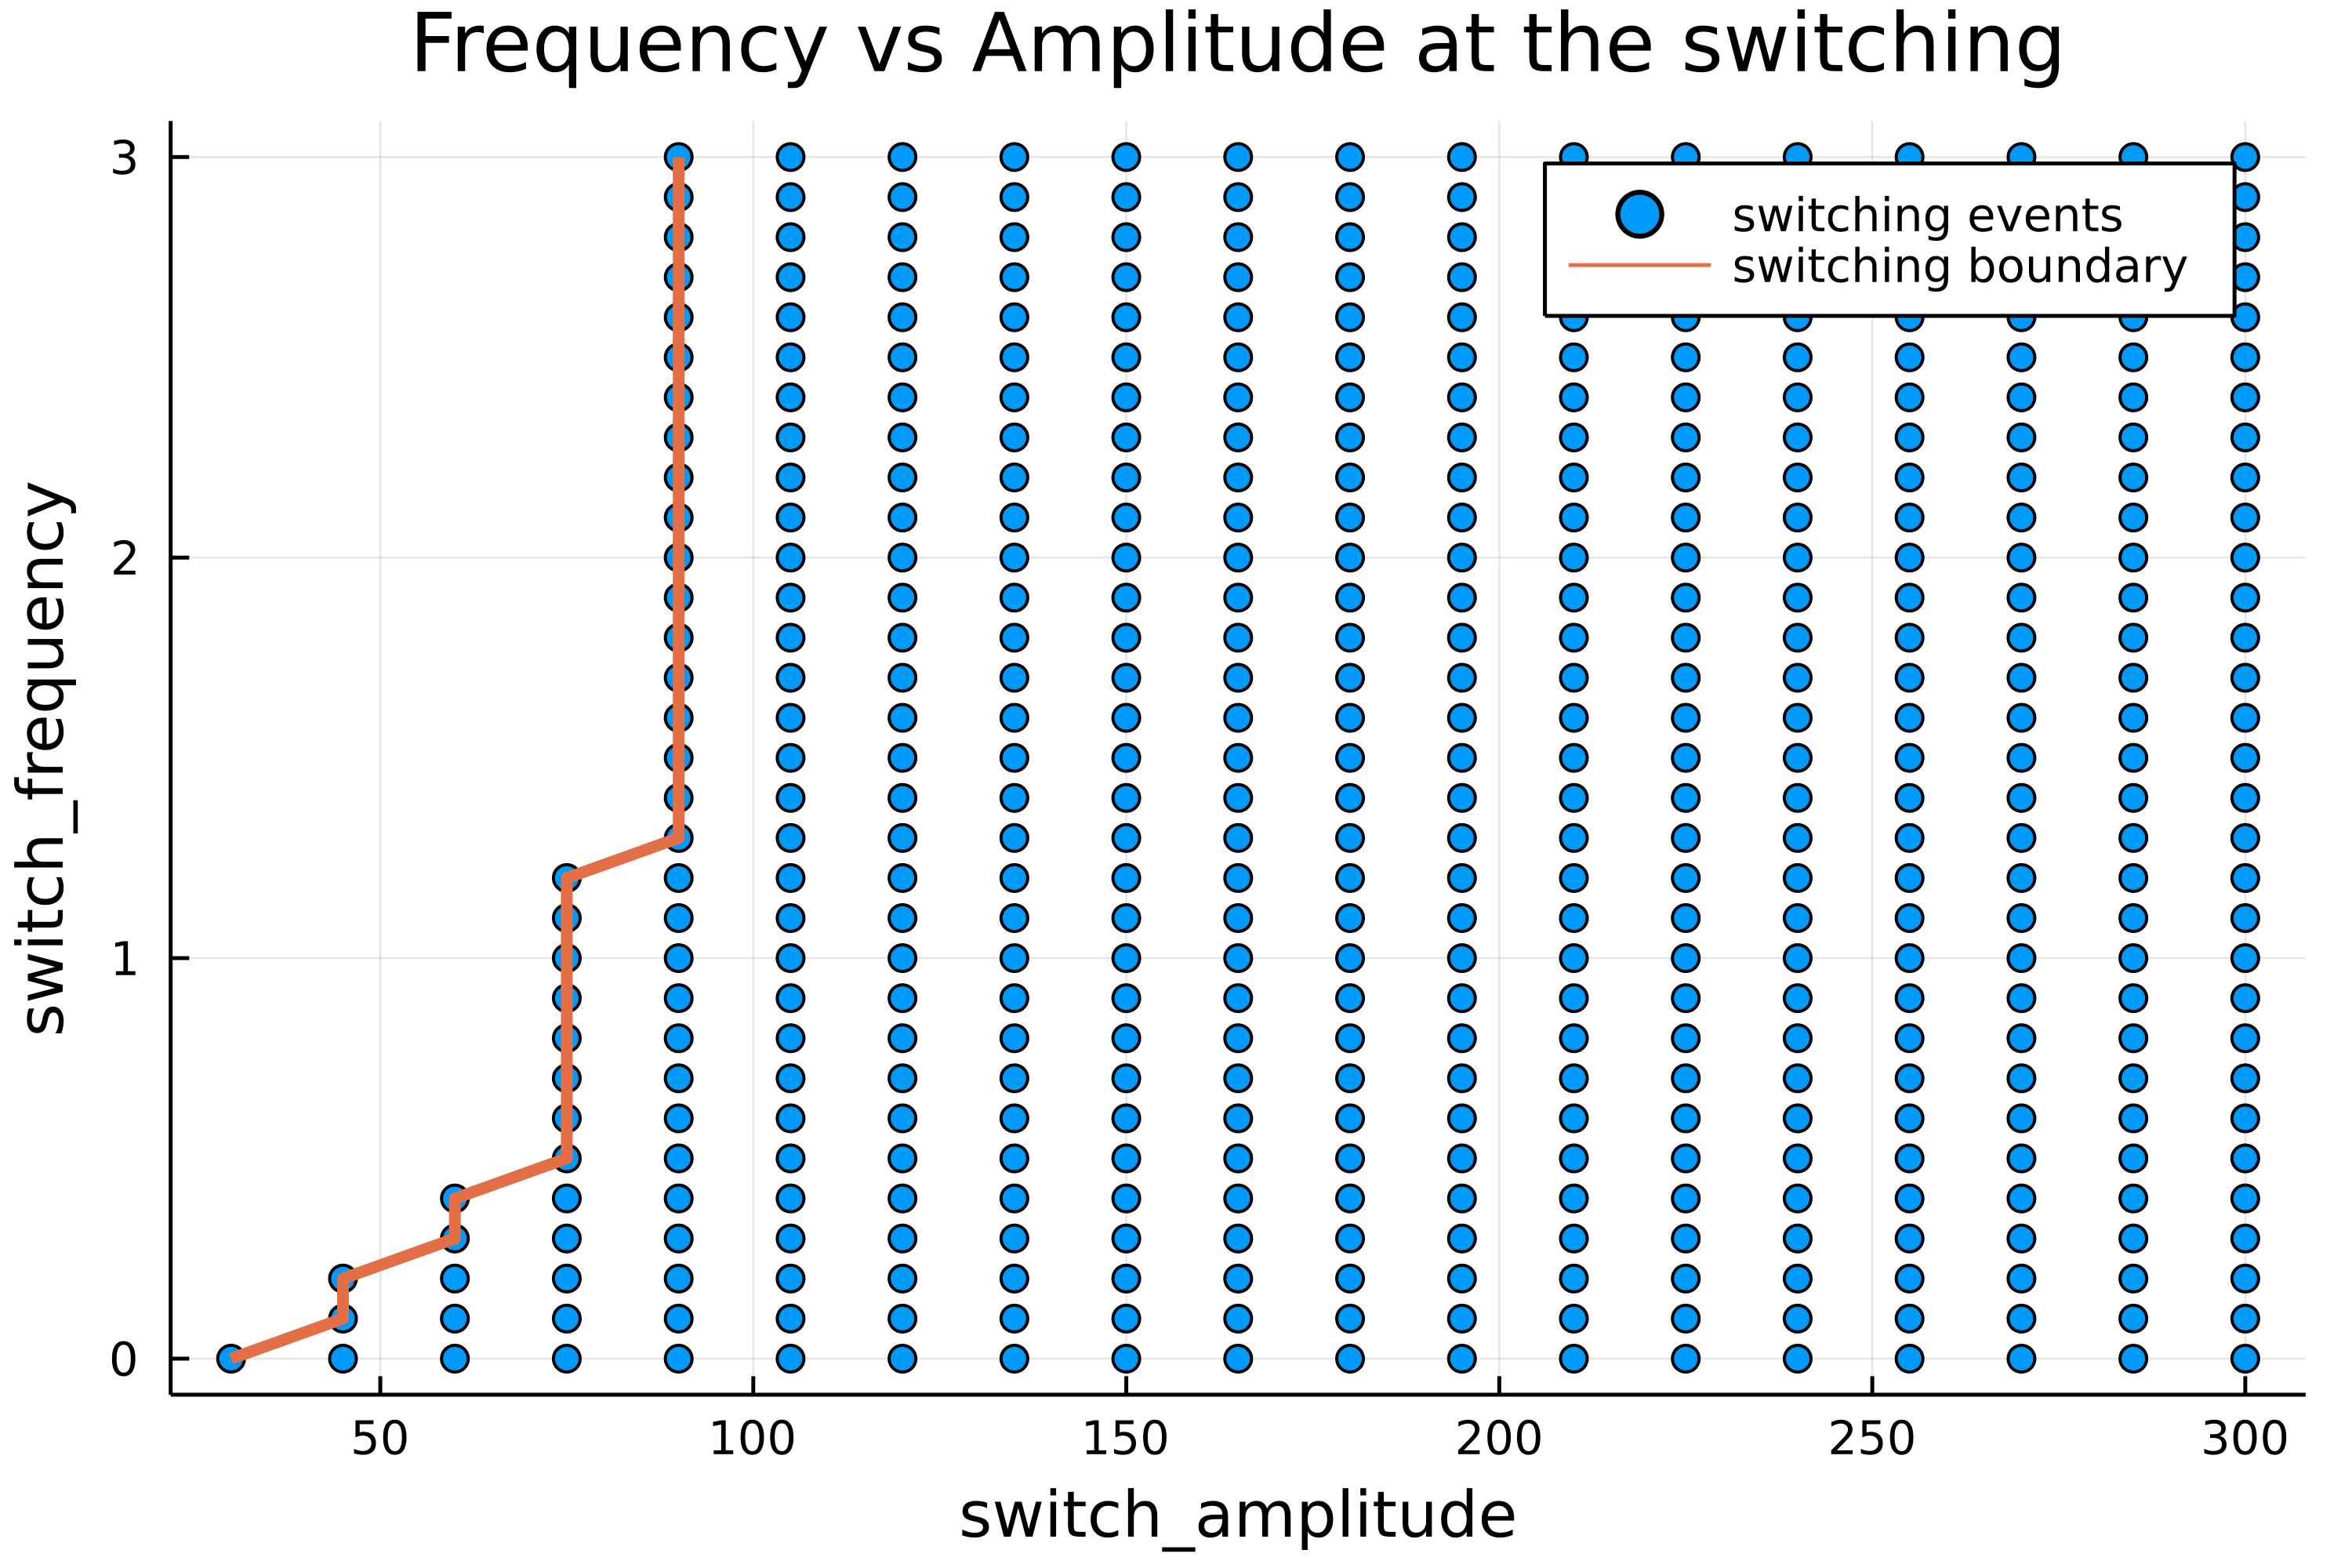 Frequency vs Amplitude at the switching
switching events
switching boundary
3
2
1
0
switch_frequency
50 100 150 200 250 300
switch_amplitude